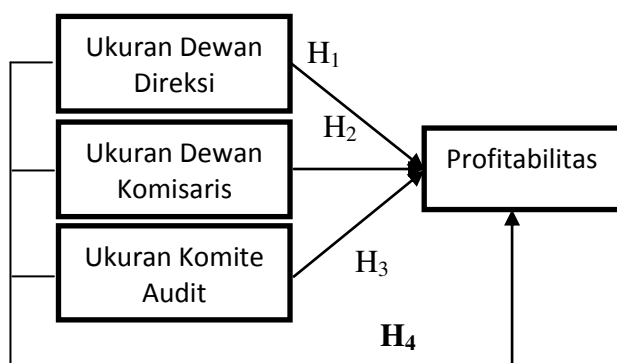 Ukuran Dewan
Direksi
H₁
H₂
Ukuran Dewan
Komisaris
Profitabilitas
Ukuran Komite
Audit
H₃
H₄